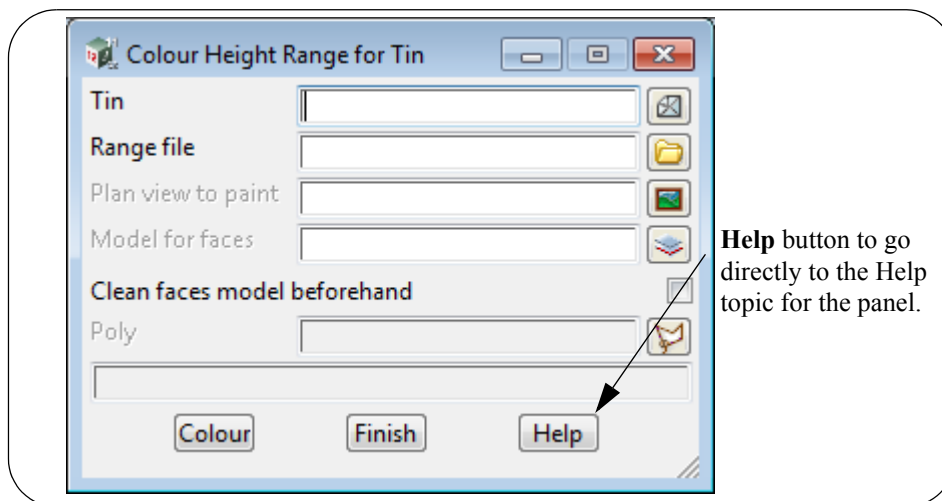 Colour Height Range for Tin
Tin
Range file
Plan view to paint
Model for faces
Clean faces model beforehand
Poly
Colour Finish Help
Help button to go
directly to the Help
topic for the panel.